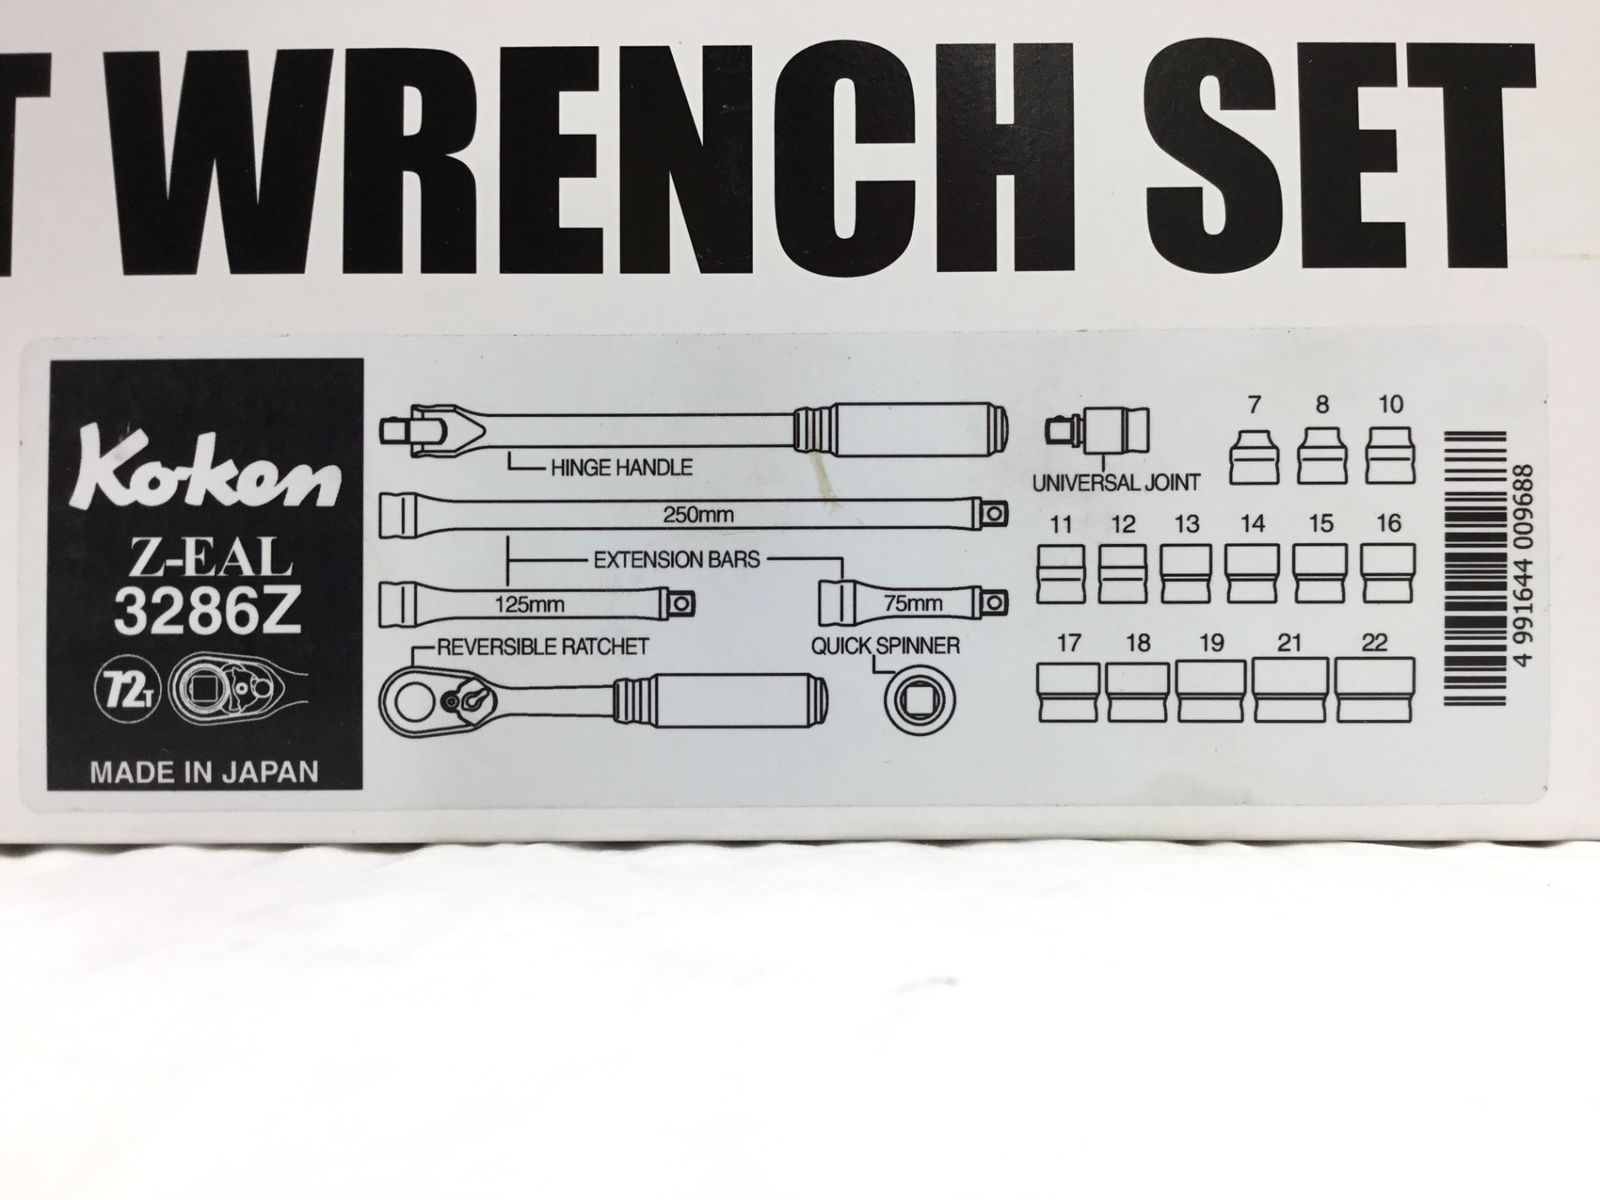 T WRENCH SET
Ko-ken
Z-EAL
3286Z
72T
MADE IN JAPAN
HINGE HANDLE
250mm
EXTENSION BARS
125mm
75mm
REVERSIBLE RATCHET
QUICK SPINNER
UNIVERSAL JOINT
7 8 10
11 12 13 14 15 16
17 18 19 21 22
4 991644 009688